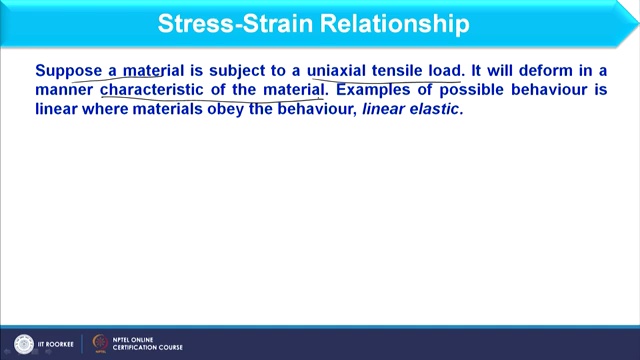 Stress-Strain Relationship
Suppose a material is subject to a uniaxial tensile load. It will deform in a
manner characteristic of the material. Examples of possible behaviour is
linear where materials obey the behaviour, linear elastic.
IIT ROORKEE
NPTEL ONLINE
CERTIFICATION COURSE